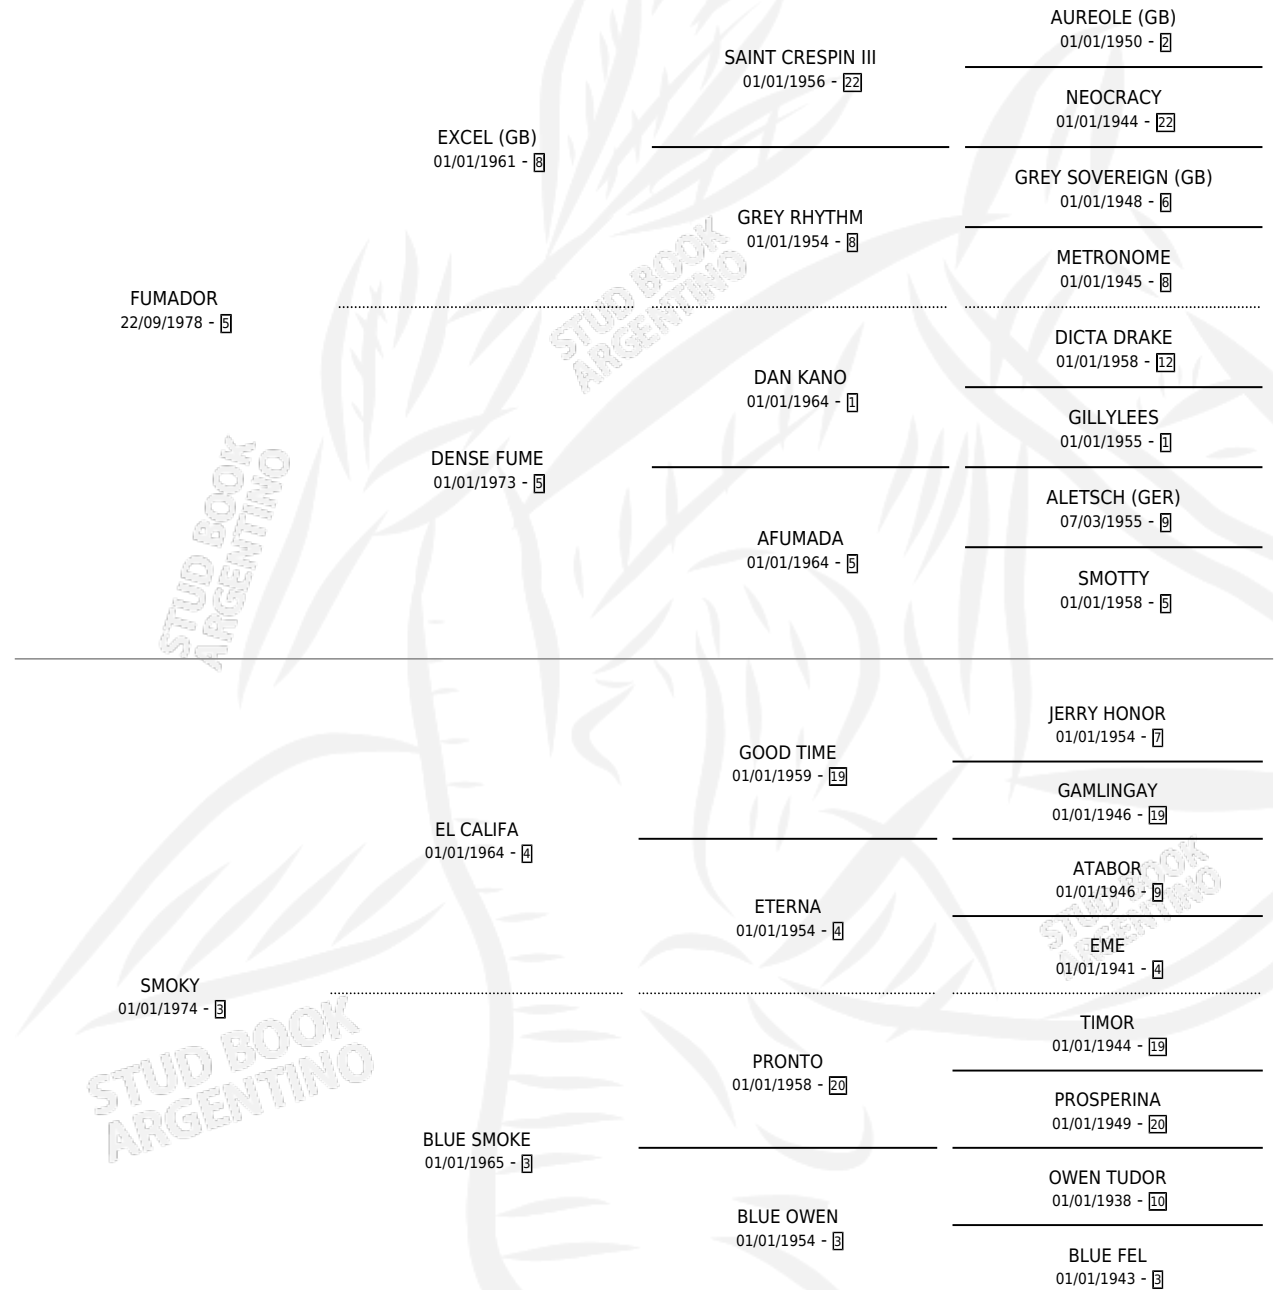 AUREOLE (GB)
01/01/1950 - 2
SAINT CRESPIN III
01/01/1956 - 22
NEOCRACY
01/01/1944 - 22
EXCEL (GB)
01/01/1961 - 8
GREY SOVEREIGN (GB)
01/01/1948 - 6
GREY RHYTHM
01/01/1954 - 8
METRONOME
01/01/1945 - 8
FUMADOR
22/09/1978 - 5
DICTA DRAKE
01/01/1958 - 12
DAN KANO
01/01/1964 - 1
GILLYLEES
01/01/1955 - 1
DENSE FUME
01/01/1973 - 5
ALETSCH (GER)
07/03/1955 - 9
AFUMADA
01/01/1964 - 5
SMOTTY
01/01/1958 - 5
STUD BOOK
ARGENTINO
STUD BOOK
ARGENTINO
JERRY HONOR
01/01/1954 - 7
GOOD TIME
01/01/1959 - 19
GAMLINGAY
01/01/1946 - 19
EL CALIFA
01/01/1964 - 4
ATABOR
01/01/1946 - 9
ETERNA
01/01/1954 - 4
EME
01/01/1941 - 4
SMOKY
01/01/1974 - 3
TIMOR
01/01/1944 - 19
PRONTO
01/01/1958 - 20
PROSPERINA
01/01/1949 - 20
BLUE SMOKE
01/01/1965 - 3
OWEN TUDOR
01/01/1938 - 10
BLUE OWEN
01/01/1954 - 3
BLUE FEL
01/01/1943 - 3
STUD BOOK
ARGENTINO
STUD BOOK
ARGENTINO